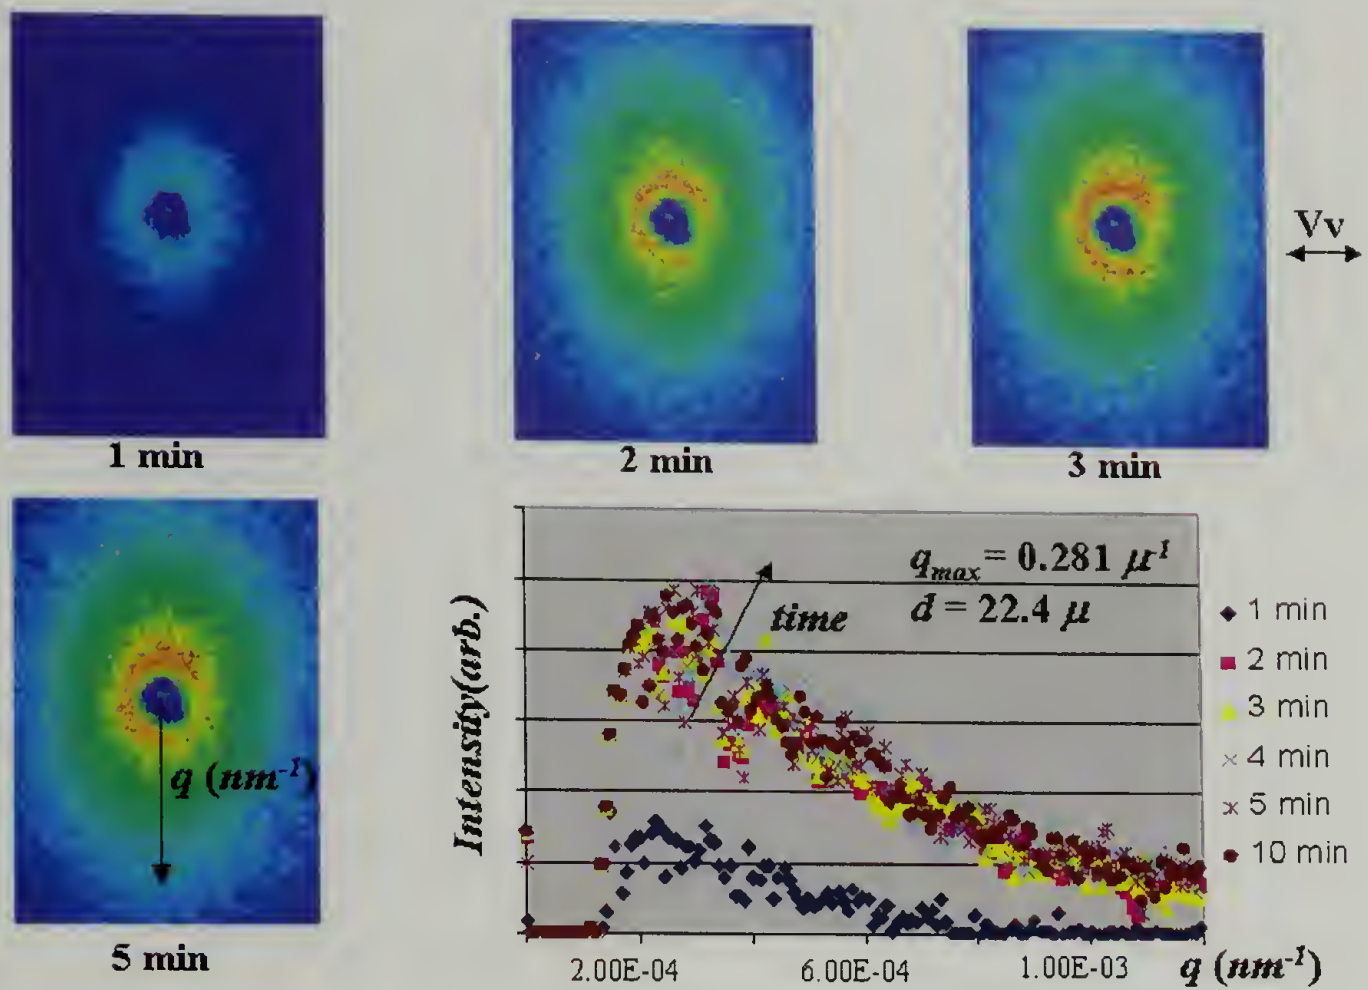 1 min
2 min
3 min
Vv
5 min
q (nm⁻¹)
Intensity(arb.)
q_max = 0.281 μ¹
d = 22.4 μ
time
1 min
2 min
3 min
4 min
5 min
10 min
2.00E-04
6.00E-04
1.00E-03
q (nm⁻¹)